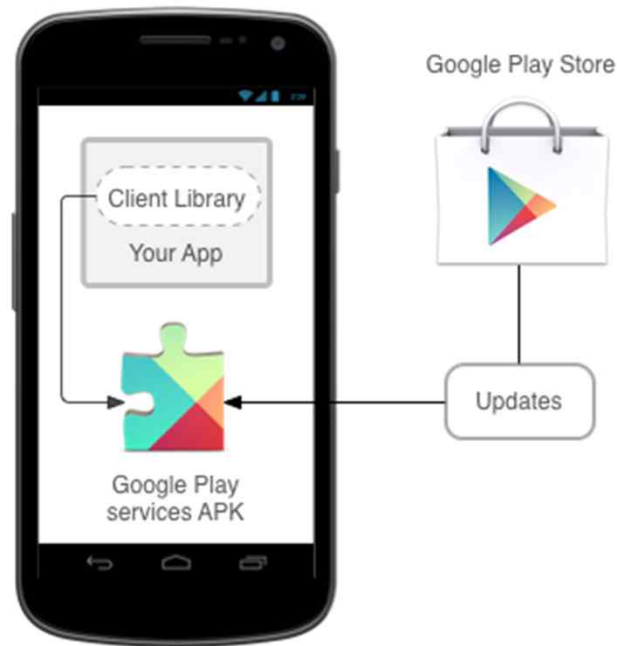 Google Play Store
Client Library
Your App
Updates
Google Play
services APK